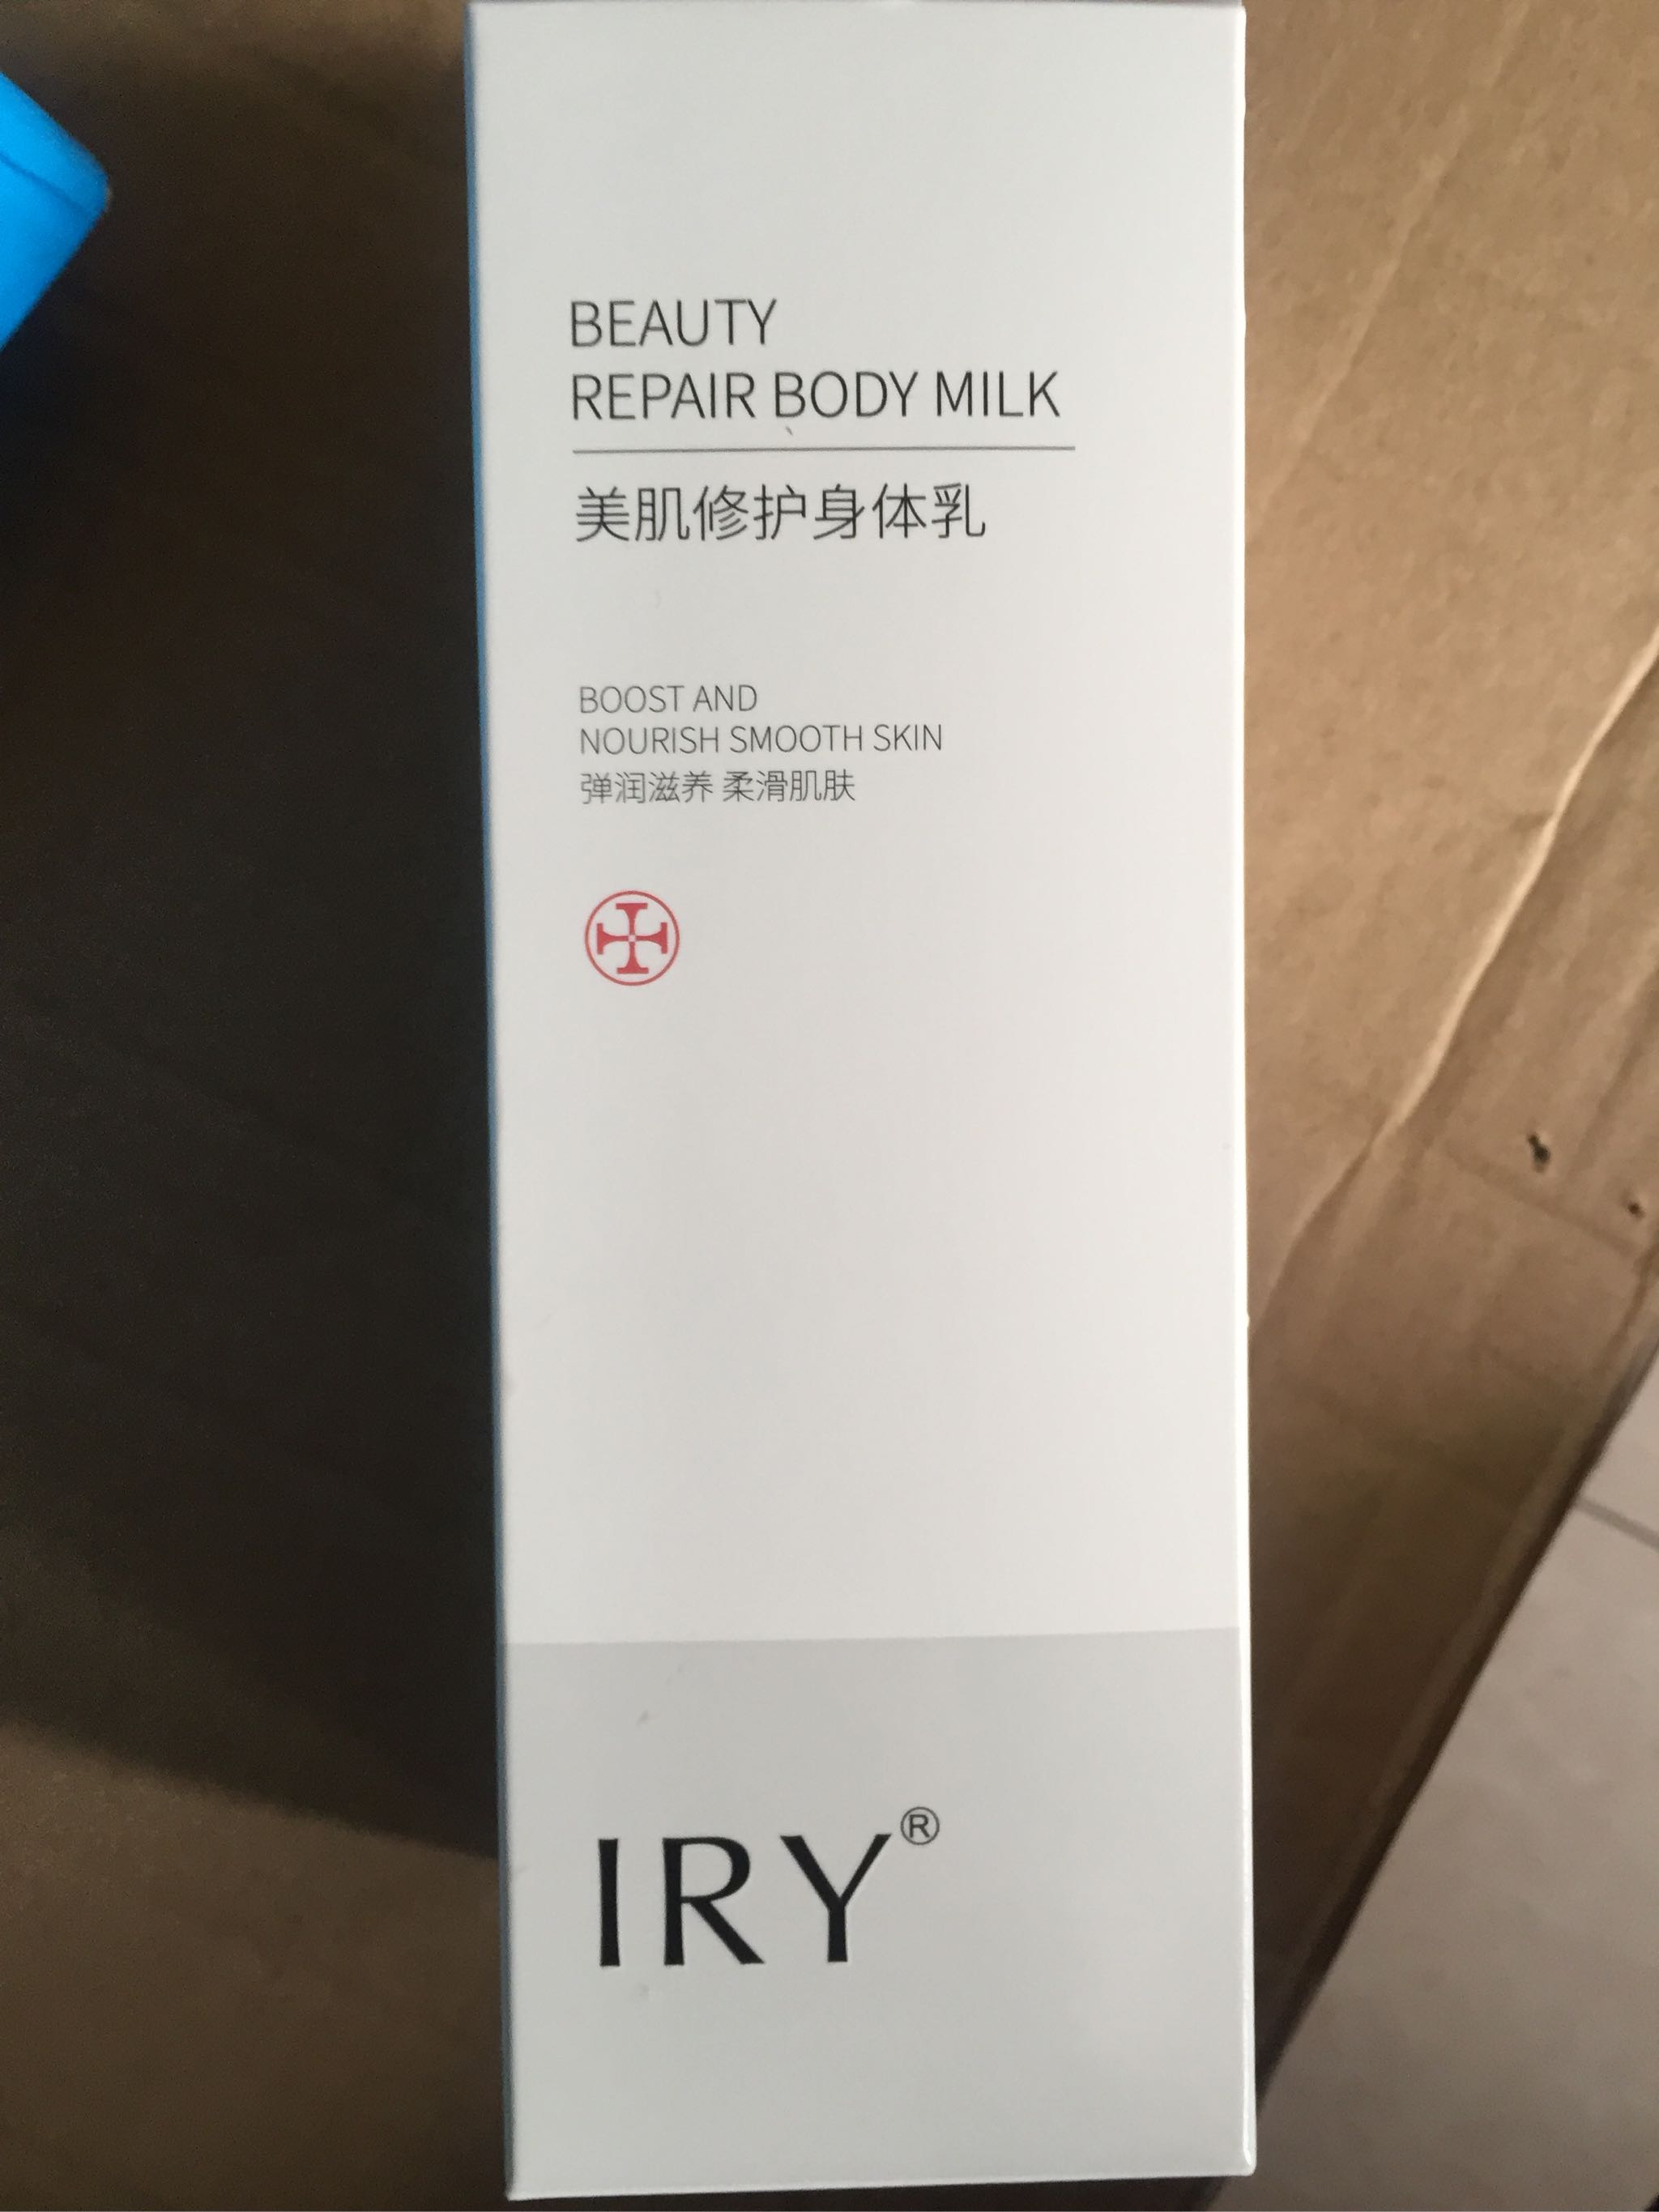 BEAUTY
REPAIR BODY MILK
美肌修护身体乳
BOOST AND
NOURISH SMOOTH SKIN
弹润滋养 柔滑肌肤
IRY®